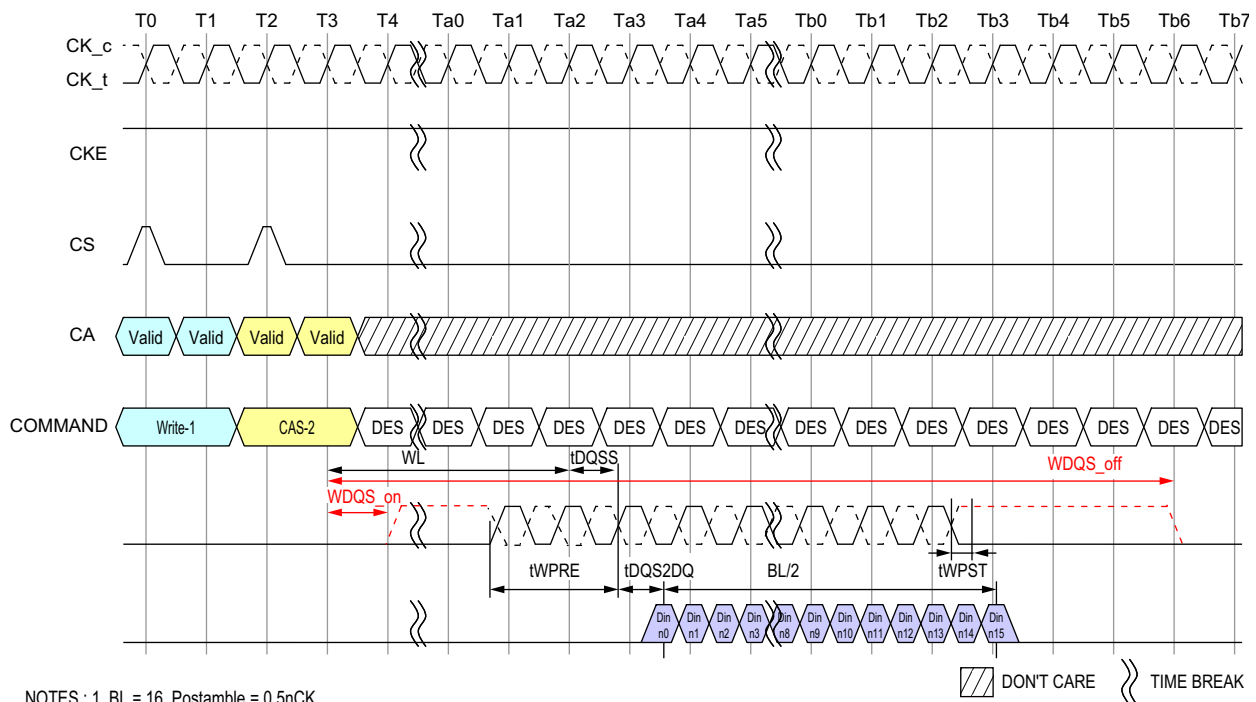 T0 T1 T2 T3 T4 Ta0 Ta1 Ta2 Ta3 Ta4 Ta5 Tb0 Tb1 Tb2 Tb3 Tb4 Tb5 Tb6 Tb7
CK_c
CK_t
CKE
CS
CA Valid Valid Valid Valid
COMMAND Write-1 CAS-2 DES DES DES DES DES DES DES DES DES DES DES DES DES DES DES
WL tDQSS WDQS_off
WDQS_on
tWPRE tDQS2DQ BL/2 tWPST
Din Din Din Din Din Din Din Din Din Din Din Din
n0 n1 n2 n3 n8 n9 n10 n11 n12 n13 n14 n15
DON'T CARE TIME BREAK
NOTES : 1. BL = 16, Postamble = 0.5nCK